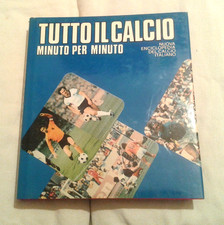 TUTTO IL CALCIO
MINUTO PER MINUTO
NUOVA
ENCICLOPEDIA
DEL CALCIO
ITALIANO